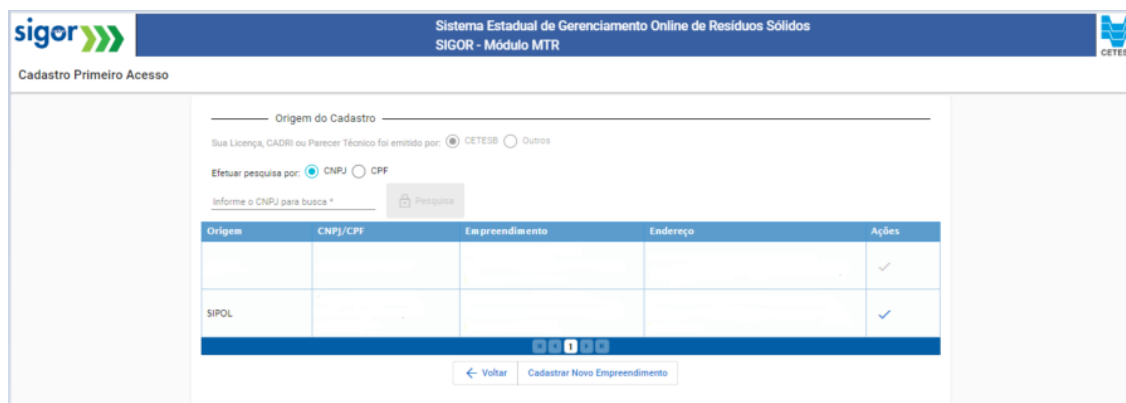 sigor
Sistema Estadual de Gerenciamento Online de Resíduos Sólidos
SIGOR - Módulo MTR
CETESB
Cadastro Primeiro Acesso
Origem do Cadastro
Sua Licença, CADRI ou Parecer Técnico foi emitido por: CETESB Outros
Efetuar pesquisa por: CNPJ CPF
Informe o CNPJ para busca * Pesquisa
Origem CNPJ/CPF Empreendimento Endereço Ações
SIPOL
1
Voltar Cadastrar Novo Empreendimento